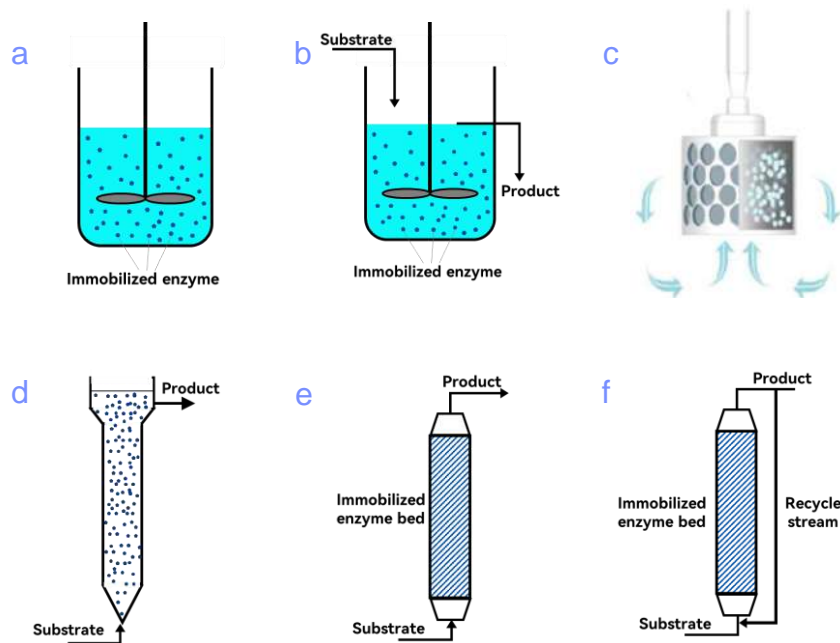 a
Immobilized enzyme
b
Substrate
Product
Immobilized enzyme
c
d
Product
Substrate
e
Product
Immobilized
enzyme bed
Substrate
f
Product
Immobilized
enzyme bed
Recycle
stream
Substrate